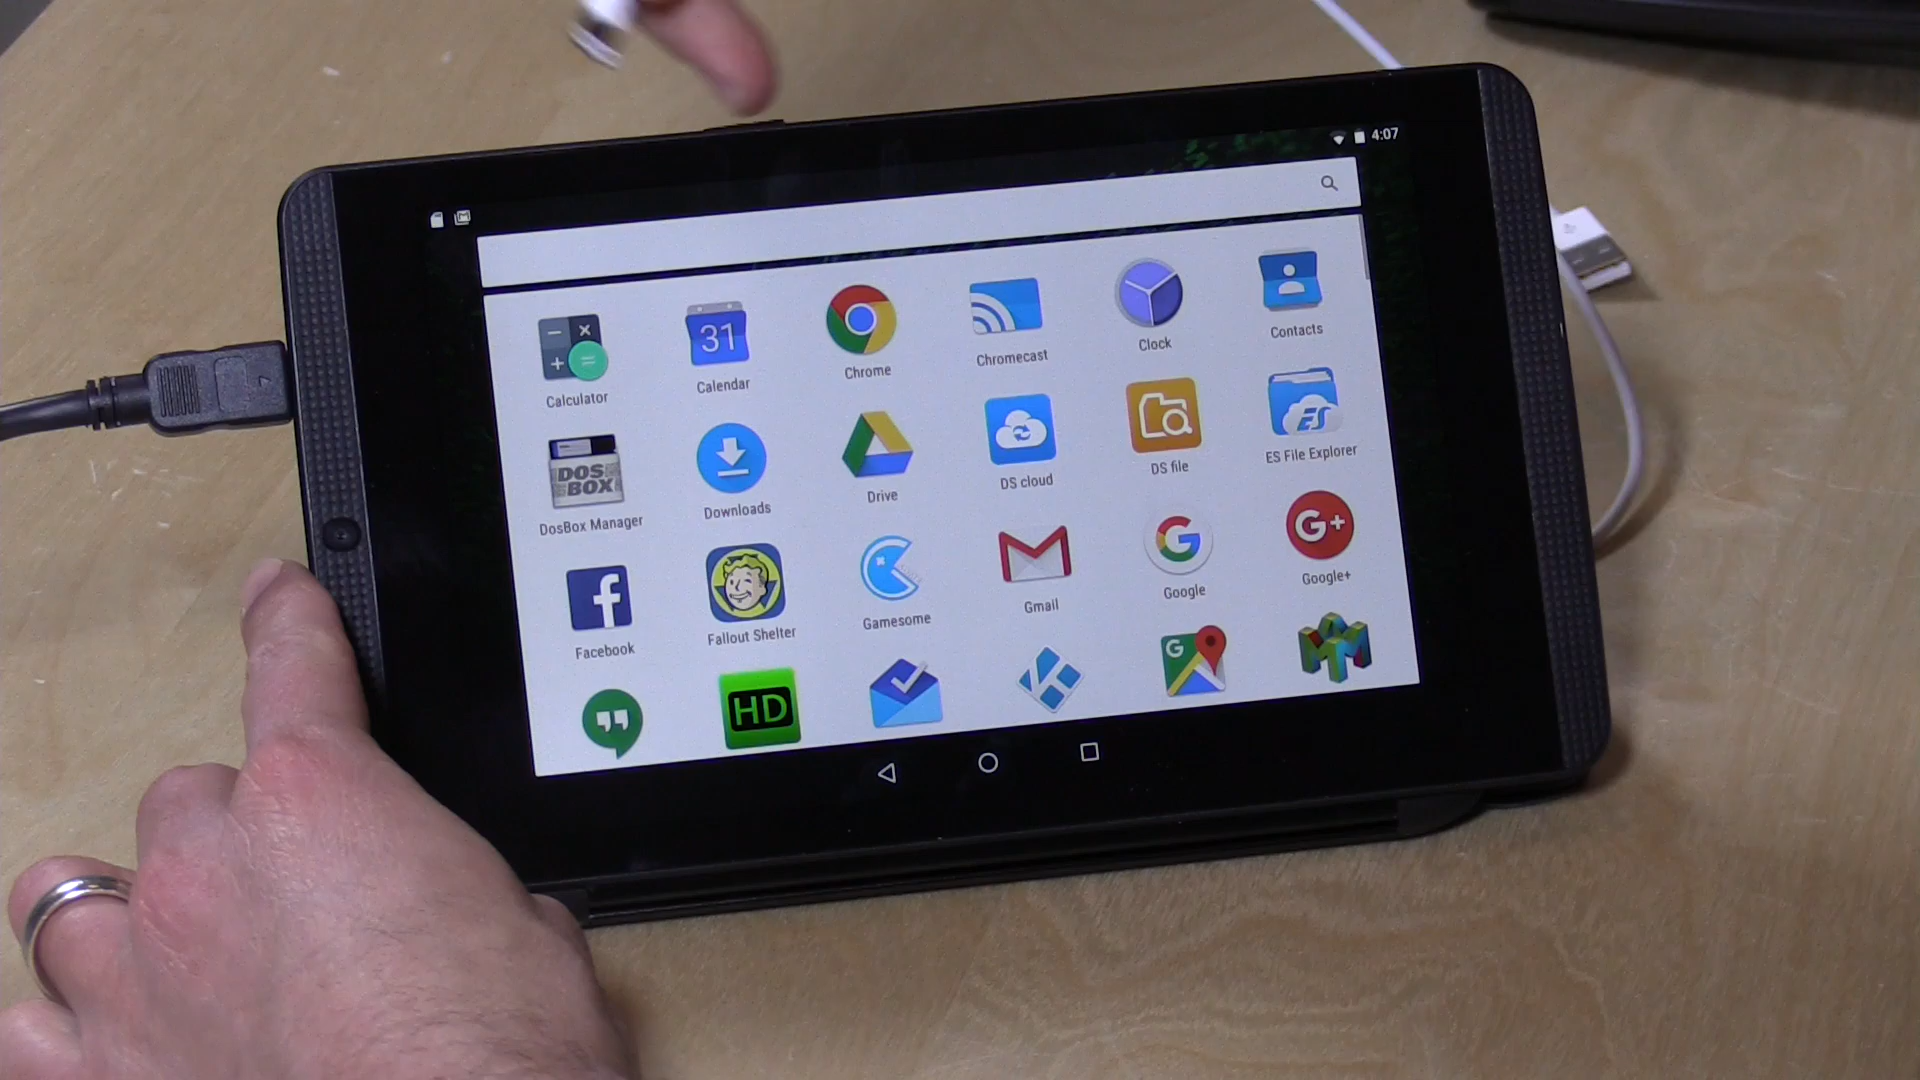 4:07
Calculator
31
Calendar
Chrome
Chromecast
Clock
Contacts
DOS
BOX
DosBox Manager
Downloads
Drive
DS cloud
DS file
ES
ES File Explorer
f
Facebook
Fallout Shelter
Gamesome
Gmail
G
Google
G+
Google+
HD
G